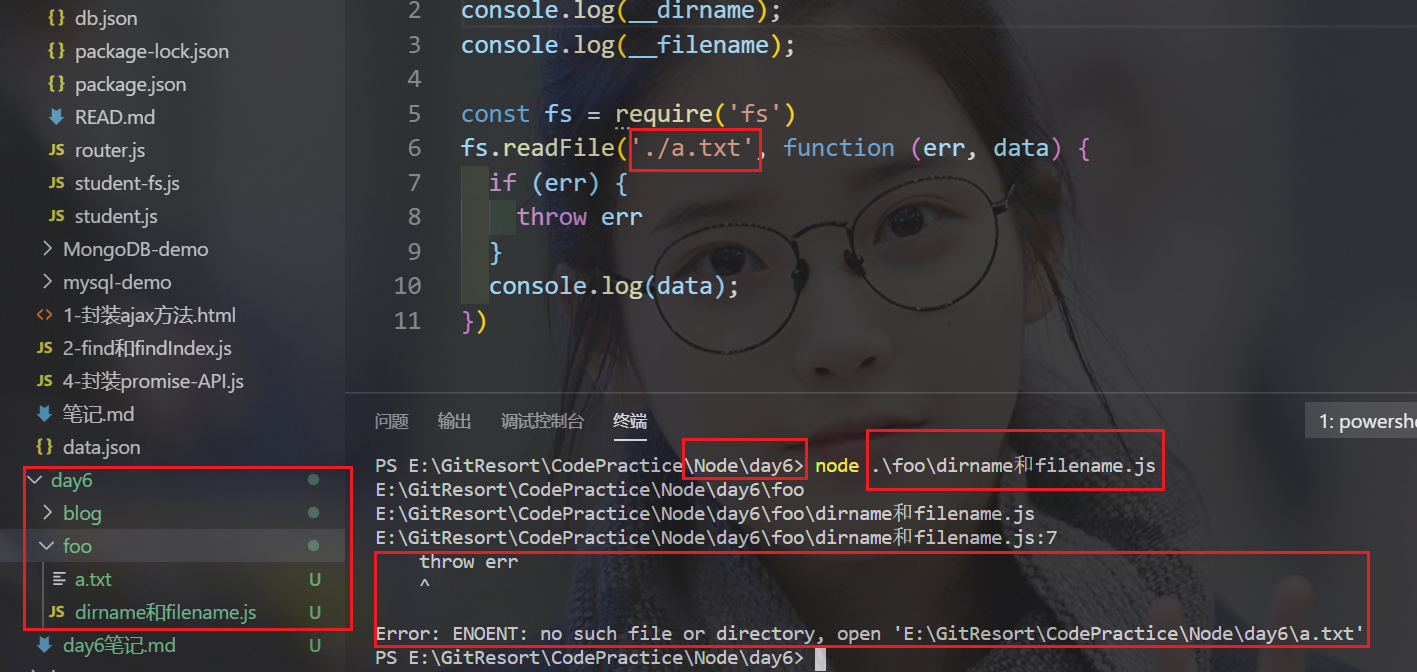 db.json
package-lock.json
package.json
READ.md
router.js
student-fs.js
student.js
MongoDB-demo
mysql-demo
1-封装ajax方法.html
2-find和findIndex.js
4-封装promise-API.js
笔记.md
data.json
day6
blog
foo
a.txt U
dirname和filename.js U
day6笔记.md U
2 console.log(__dirname);
3 console.log(__filename);
4
5 const fs = require('fs')
6 fs.readFile('./a.txt', function (err, data) {
7 if (err) {
8 throw err
9 }
10 console.log(data);
11 })
问题 输出 调试控制台 终端 1: powershe
PS E:\GitResort\CodePractice\Node\day6> node .\foo\dirname和filename.js
E:\GitResort\CodePractice\Node\day6\foo
E:\GitResort\CodePractice\Node\day6\foo\dirname和filename.js
E:\GitResort\CodePractice\Node\day6\foo\dirname和filename.js:7
throw err
^
Error: ENOENT: no such file or directory, open 'E:\GitResort\CodePractice\Node\day6\a.txt'
PS E:\GitResort\CodePractice\Node\day6>